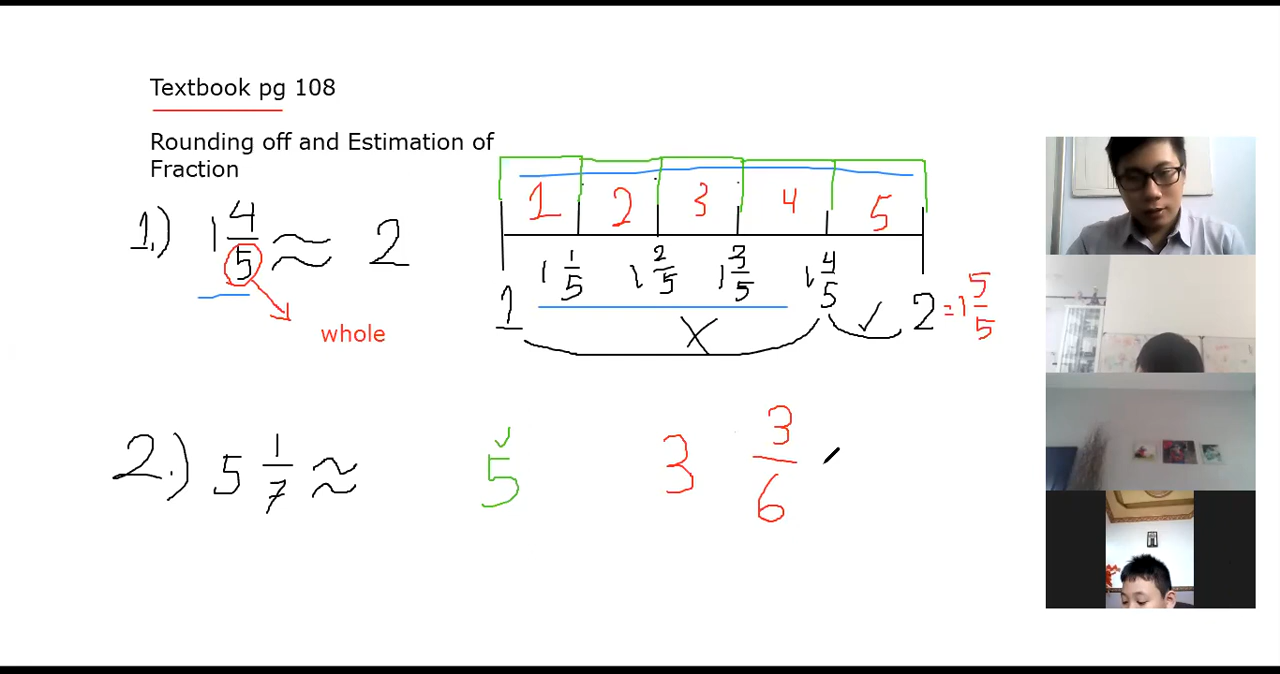 Textbook pg 108
Rounding off and Estimation of
Fraction
1.) 1 4/5 ≈ 2
whole
1 2 3 4 5
1 1 1/5 1 2/5 1 3/5 1 4/5 2 = 1 5/5
X ✓
2.) 5 1/7 ≈ 5 ✓ 3 3/6